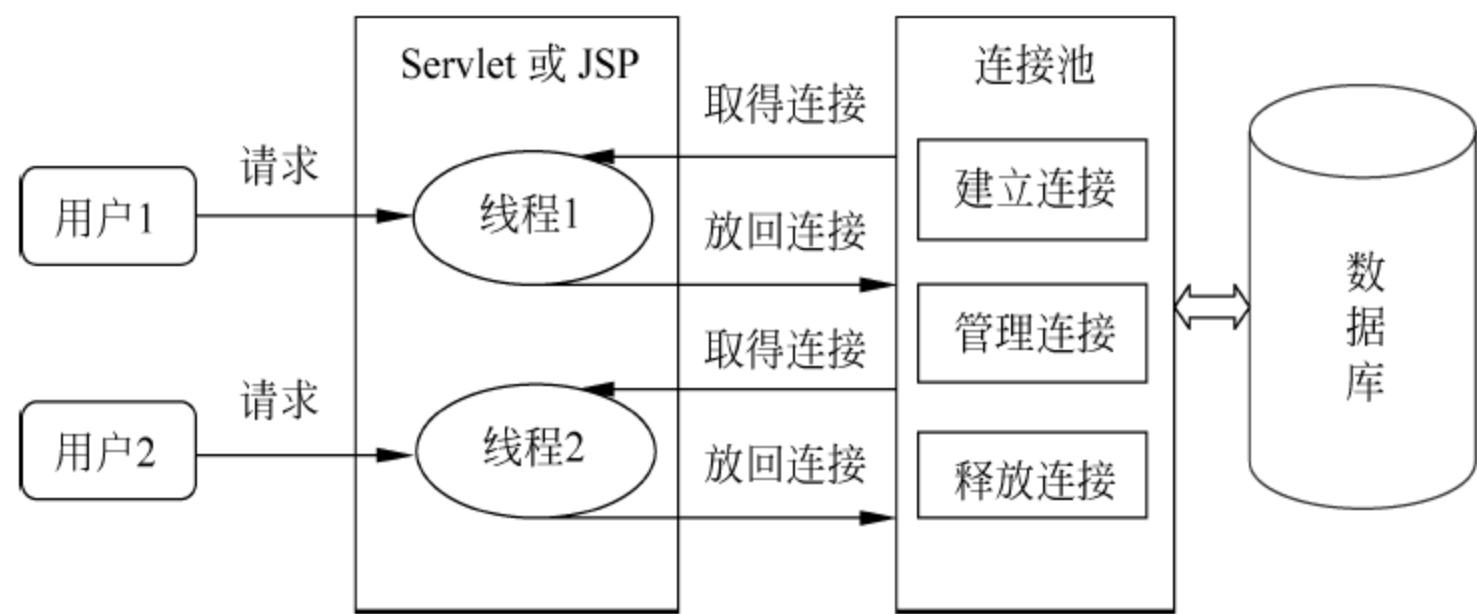 Servlet 或 JSP
连接池
取得连接
请求
用户1
线程1
建立连接
放回连接
管理连接
取得连接
请求
用户2
线程2
放回连接
释放连接
数
据
库